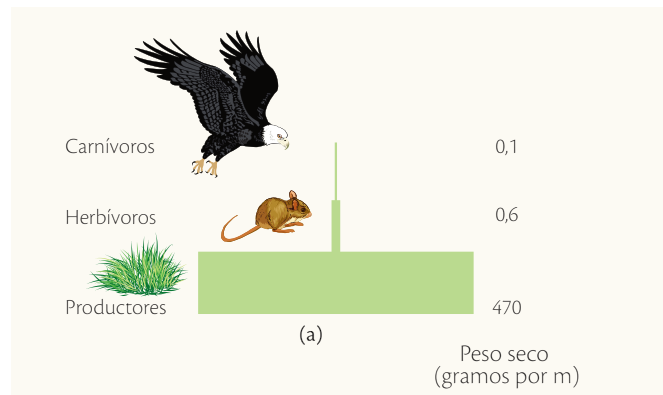 Carnívoros 0,1
Herbívoros 0,6
Productores 470
(a)
Peso seco
(gramos por m)